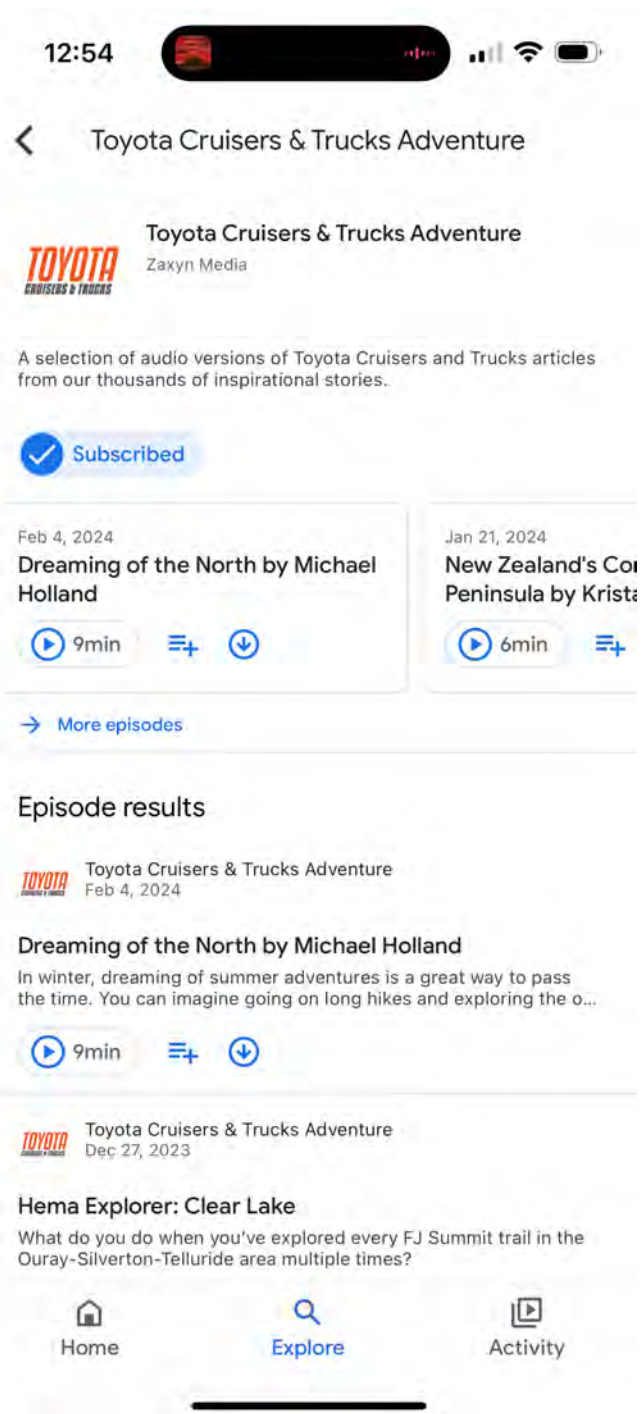 12:54
Toyota Cruisers & Trucks Adventure
TOYOTA
CRUISERS & TRUCKS
Toyota Cruisers & Trucks Adventure
Zaxyn Media
A selection of audio versions of Toyota Cruisers and Trucks articles
from our thousands of inspirational stories.
Subscribed
Feb 4, 2024
Dreaming of the North by Michael
Holland
9min
Jan 21, 2024
New Zealand's Cor
Peninsula by Krista
6min
More episodes
Episode results
TOYOTA
Toyota Cruisers & Trucks Adventure
Feb 4, 2024
Dreaming of the North by Michael Holland
In winter, dreaming of summer adventures is a great way to pass
the time. You can imagine going on long hikes and exploring the o...
9min
TOYOTA
Toyota Cruisers & Trucks Adventure
Dec 27, 2023
Hema Explorer: Clear Lake
What do you do when you've explored every FJ Summit trail in the
Ouray-Silverton-Telluride area multiple times?
Home
Explore
Activity